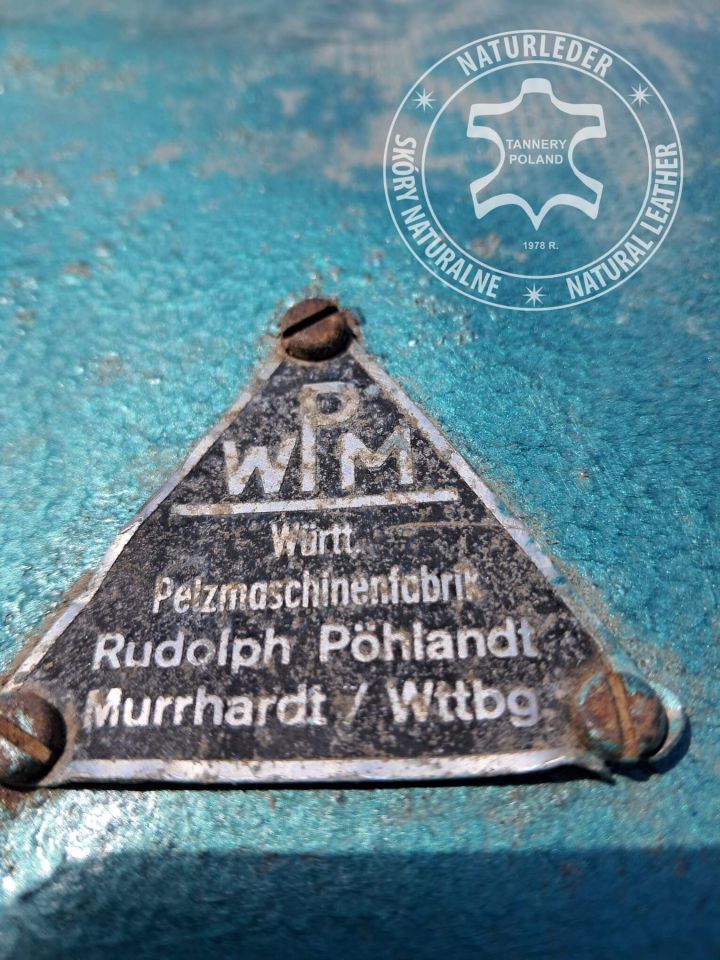 NATURLEDER
TANNERY
POLAND
1978 R.
SKÓRY NATURALNE
NATURAL LEATHER
WPM
Württ.
Pelzmaschinenfabrik
Rudolph Pöhlandt
Murrhardt / Wttbg